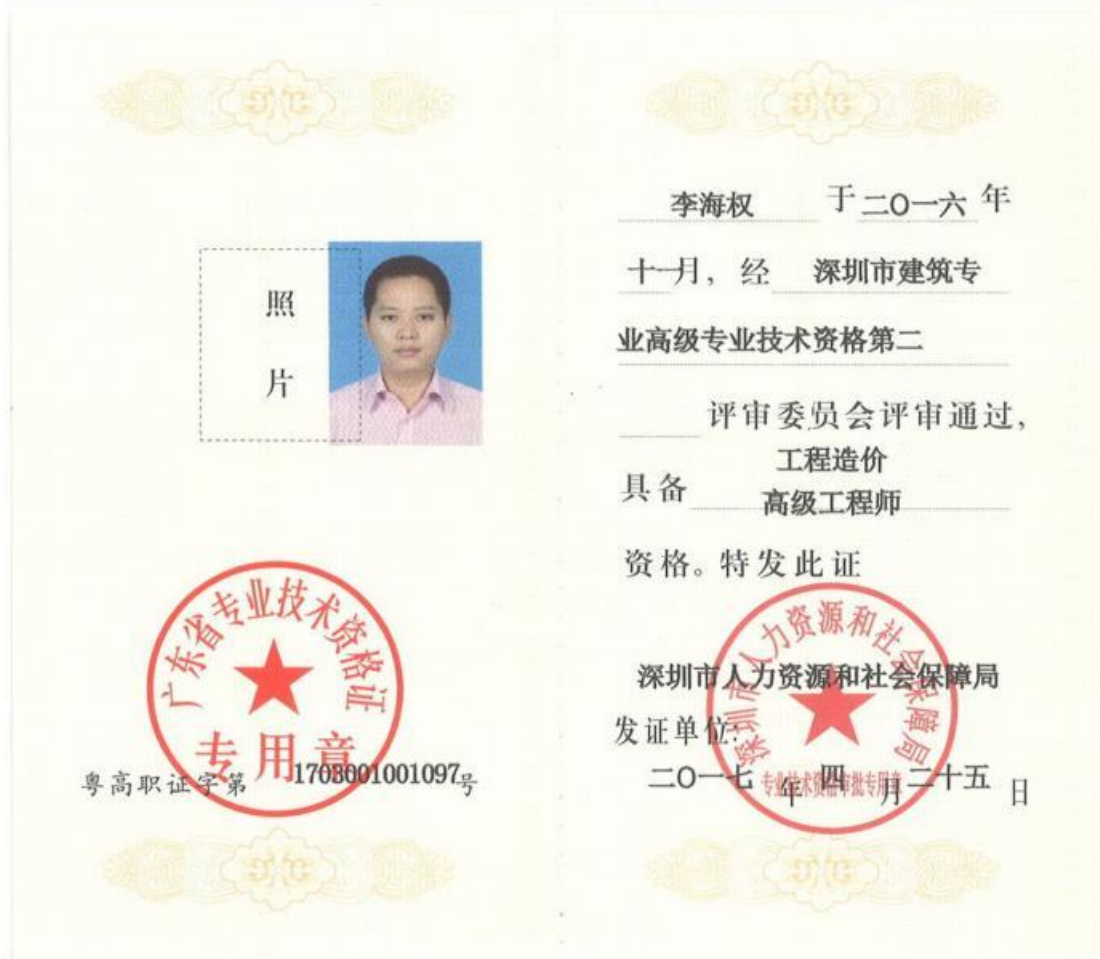 照
片
广东省专业技术资格证
专用章
粤高职证字第1703001001097号
李海权 于二〇一六年
十一月，经 深圳市建筑专
业高级专业技术资格第二
评审委员会评审通过，
工程造价
具备 高级工程师
资格。特发此证
深圳市人力资源和社会保障局
深圳市人力资源和社会保障局
发证单位：
二〇一七年四月二十五日
专业技术资格审批专用章